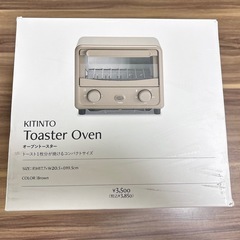 KITINTO
Toaster Oven
オーブントースター
トースト1枚分が焼けるコンパクトサイズ
COLOR：Brown
¥3,500